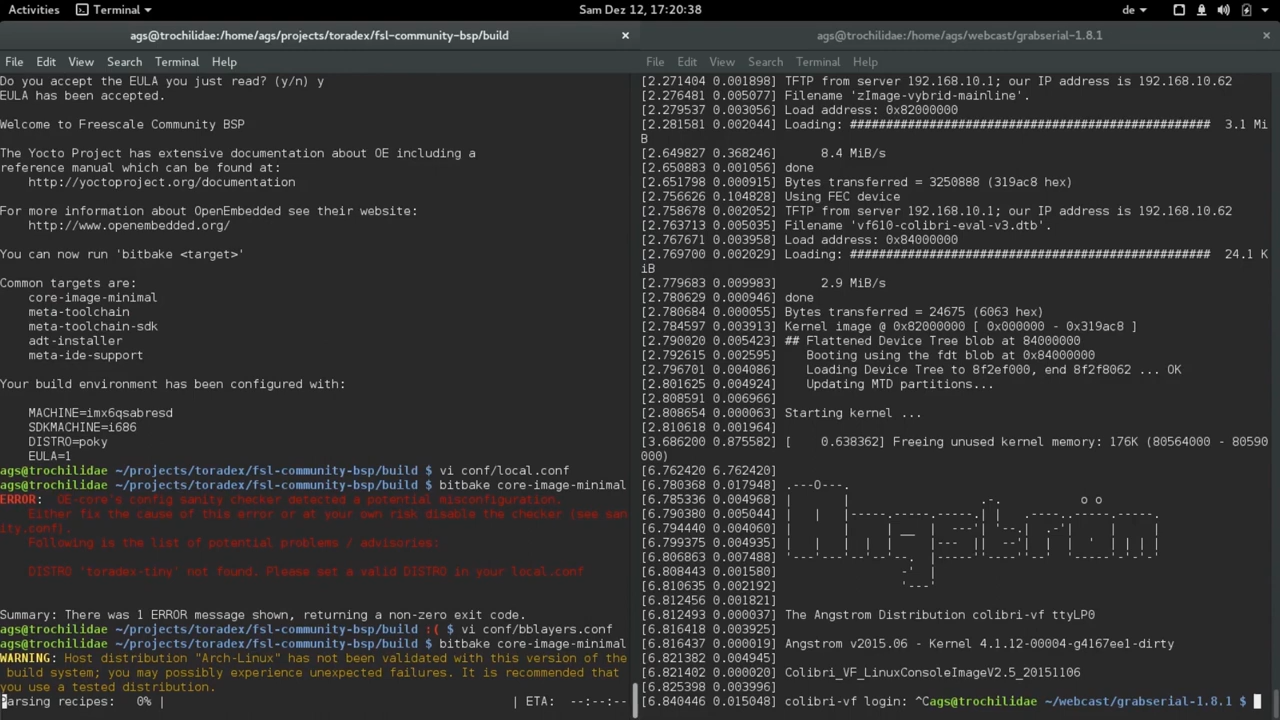 Activities Terminal Sam Dez 12, 17:20:38 de
ags@trochilidae:/home/ags/projects/toradex/fsl-community-bsp/build ×
File Edit View Search Terminal Help
Do you accept the EULA you just read? (y/n) y
EULA has been accepted.
Welcome to Freescale Community BSP
The Yocto Project has extensive documentation about OE including a
reference manual which can be found at:
http://yoctoproject.org/documentation
For more information about OpenEmbedded see their website:
http://www.openembedded.org/
You can now run 'bitbake <target>'
Common targets are:
core-image-minimal
meta-toolchain
meta-toolchain-sdk
adt-installer
meta-ide-support
Your build environment has been configured with:
MACHINE=imx6qsabresd
SDKMACHINE=i686
DISTRO=poky
EULA=1
ags@trochilidae ~/projects/toradex/fsl-community-bsp/build $ vi conf/local.conf
ags@trochilidae ~/projects/toradex/fsl-community-bsp/build $ bitbake core-image-minimal
ERROR: OE-core's config sanity checker detected a potential misconfiguration.
Either fix the cause of this error or at your own risk disable the checker (see san
ity.conf).
Following is the list of potential problems / advisories:
DISTRO 'toradex-tiny' not found. Please set a valid DISTRO in your local.conf
Summary: There was 1 ERROR message shown, returning a non-zero exit code.
ags@trochilidae ~/projects/toradex/fsl-community-bsp/build :( $ vi conf/bblayers.conf
ags@trochilidae ~/projects/toradex/fsl-community-bsp/build $ bitbake core-image-minimal
WARNING: Host distribution "Arch-Linux" has not been validated with this version of the
build system; you may possibly experience unexpected failures. It is recommended that
you use a tested distribution.
Parsing recipes: 0% | | ETA: --:--:--
ags@trochilidae:/home/ags/webcast/grabserial-1.8.1 ×
File Edit View Search Terminal Help
[2.271404 0.001898] TFTP from server 192.168.10.1; our IP address is 192.168.10.62
[2.276481 0.005077] Filename 'zImage-vybrid-mainline'.
[2.279537 0.003056] Load address: 0x82000000
[2.281581 0.002044] Loading: ################################################## 3.1 Mi
B
[2.649827 0.368246] 8.4 MiB/s
[2.650883 0.001056] done
[2.651798 0.000915] Bytes transferred = 3250888 (319ac8 hex)
[2.756626 0.104828] Using FEC device
[2.758678 0.002052] TFTP from server 192.168.10.1; our IP address is 192.168.10.62
[2.763713 0.005035] Filename 'vf610-colibri-eval-v3.dtb'.
[2.767671 0.003958] Load address: 0x84000000
[2.769700 0.002029] Loading: ################################################## 24.1 K
iB
[2.779683 0.009983] 2.9 MiB/s
[2.780629 0.000946] done
[2.780684 0.000055] Bytes transferred = 24675 (6063 hex)
[2.784597 0.003913] Kernel image @ 0x82000000 [ 0x000000 - 0x319ac8 ]
[2.790020 0.005423] ## Flattened Device Tree blob at 84000000
[2.792615 0.002595] Booting using the fdt blob at 0x84000000
[2.796701 0.004086] Loading Device Tree to 8f2ef000, end 8f2f8062 ... OK
[2.801625 0.004924] Updating MTD partitions...
[2.808591 0.006966]
[2.808654 0.000063] Starting kernel ...
[2.810618 0.001964]
[3.686200 0.875582] [ 0.638362] Freeing unused kernel memory: 176K (80564000 - 80590
000)
[6.762420 6.762420]
[6.780368 0.017948] .---O---.
[6.785336 0.004968] | | .-. o o
[6.790380 0.005044] | | |-----.-----.-----.| | .----..-----.-----.
[6.794440 0.004060] | | | __ | ---'| '--.| .-'| | |
[6.799375 0.004935] | | | | | |--- || --'| | | ' | | | |
[6.806863 0.007488] '---'---'--'--'--. |-----''----''--' '-----'-'-'-'
[6.808443 0.001580] -' |
[6.810635 0.002192] '---'
[6.812456 0.001821]
[6.812493 0.000037] The Angstrom Distribution colibri-vf ttyLP0
[6.816418 0.003925]
[6.816437 0.000019] Angstrom v2015.06 - Kernel 4.1.12-00004-g4167ee1-dirty
[6.821382 0.004945]
[6.821402 0.000020] Colibri_VF_LinuxConsoleImageV2.5_20151106
[6.825398 0.003996]
[6.840446 0.015048] colibri-vf login: ^Cags@trochilidae ~/webcast/grabserial-1.8.1 $